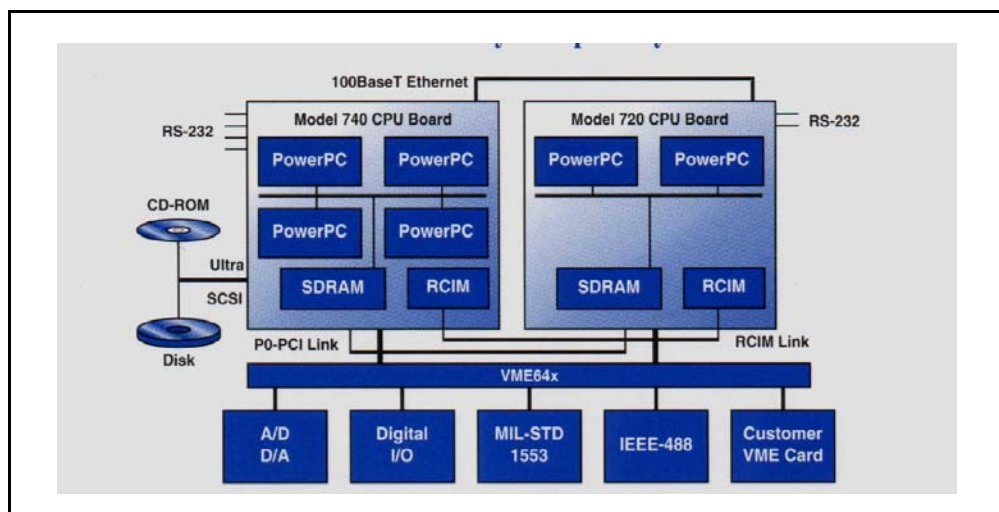 100BaseT Ethernet
Model 740 CPU Board
Model 720 CPU Board
RS-232
RS-232
PowerPC
PowerPC
PowerPC
PowerPC
CD-ROM
PowerPC
PowerPC
Ultra
SCSI
SDRAM
RCIM
SDRAM
RCIM
Disk
P0-PCI Link
RCIM Link
VME64x
A/D
D/A
Digital
I/O
MIL-STD
1553
IEEE-488
Customer
VME Card